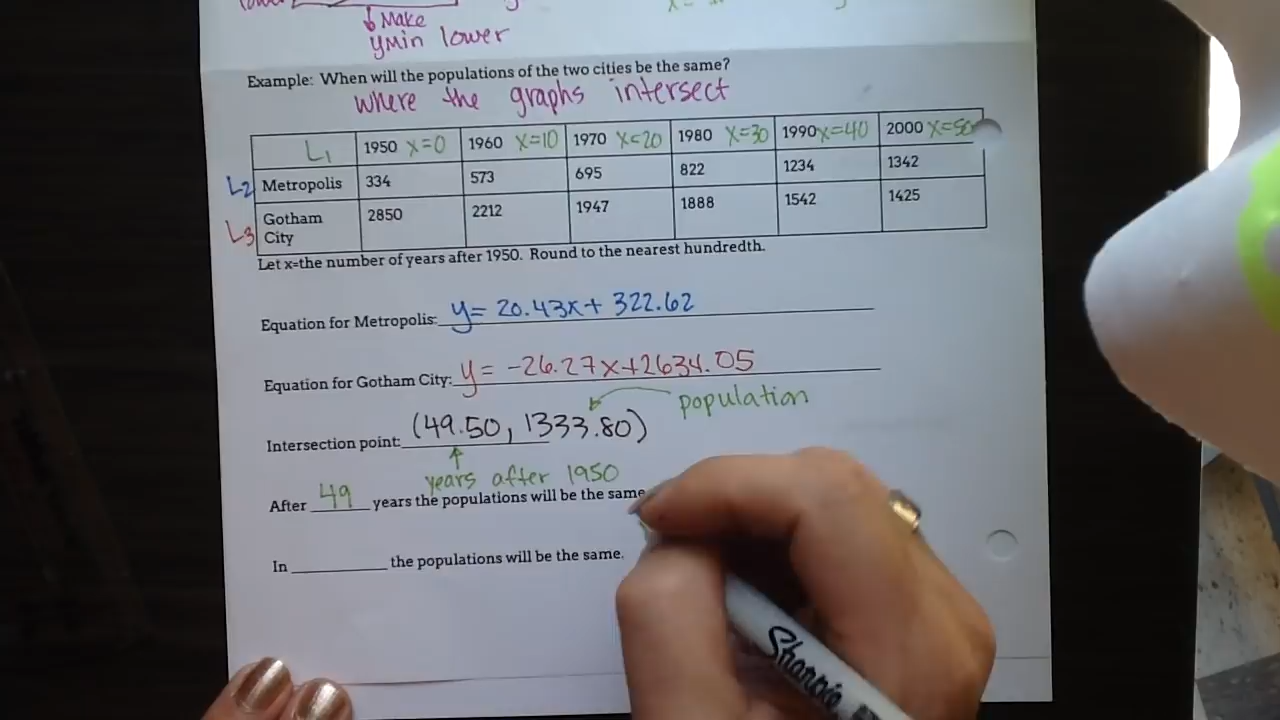 Make
ymin lower
Example: When will the populations of the two cities be the same?
where the graphs intersect
L1 1950 x=0 1960 x=10 1970 x=20 1980 x=30 1990 x=40 2000 x=50
L2 Metropolis 334 573 695 822 1234 1342
L3 Gotham City 2850 2212 1947 1888 1542 1425
Let x=the number of years after 1950. Round to the nearest hundredth.
Equation for Metropolis: y= 20.43x+ 322.62
Equation for Gotham City: y= -26.27x+2634.05
population
Intersection point: (49.50, 1333.80)
years after 1950
After 49 years the populations will be the same
In the populations will be the same.
Sharpie